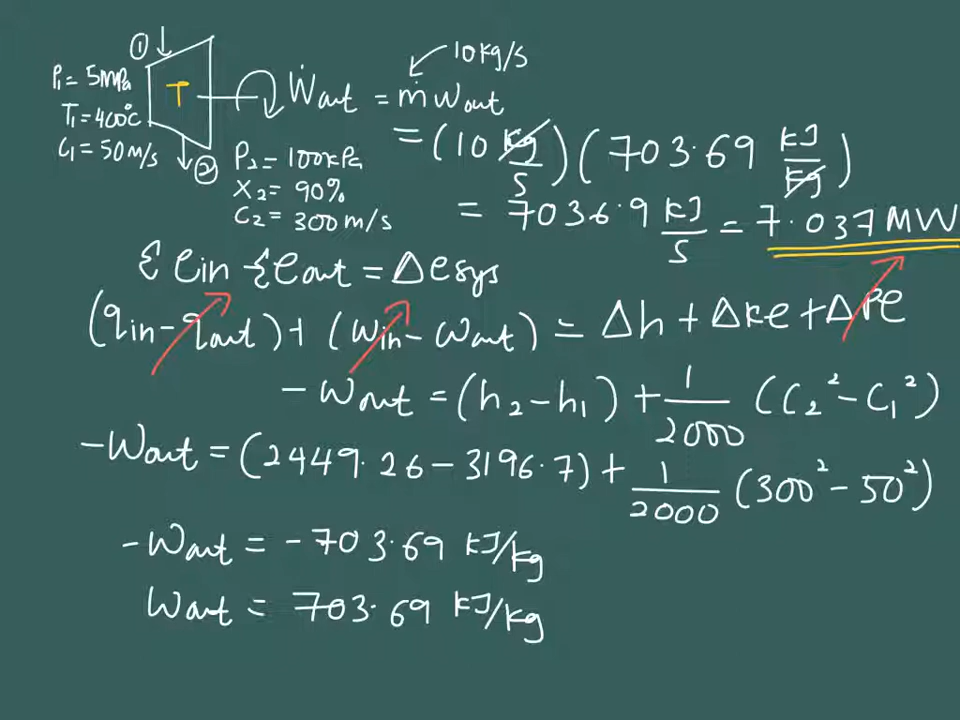 ① 10kg/s
P₁ = 5mPa
T₁ = 400°C
C₁ = 50 m/s
T
Ẇout = ṁ wout
② P₂ = 100kPa
X₂ = 90%
C₂ = 300 m/s
= (10 kg/s)(703.69 kJ/kg)
= 7036.9 kJ/s = 7.037 MW
Σ ein - Σ eout = Δesys
(qin - qout) + (win - wout) = Δh + Δke + ΔPe
- wout = (h₂ - h₁) + 1/2000 (C₂² - C₁²)
- wout = (2449.26 - 3196.7) + 1/2000 (300² - 50²)
- wout = - 703.69 kJ/kg
wout = 703.69 kJ/kg